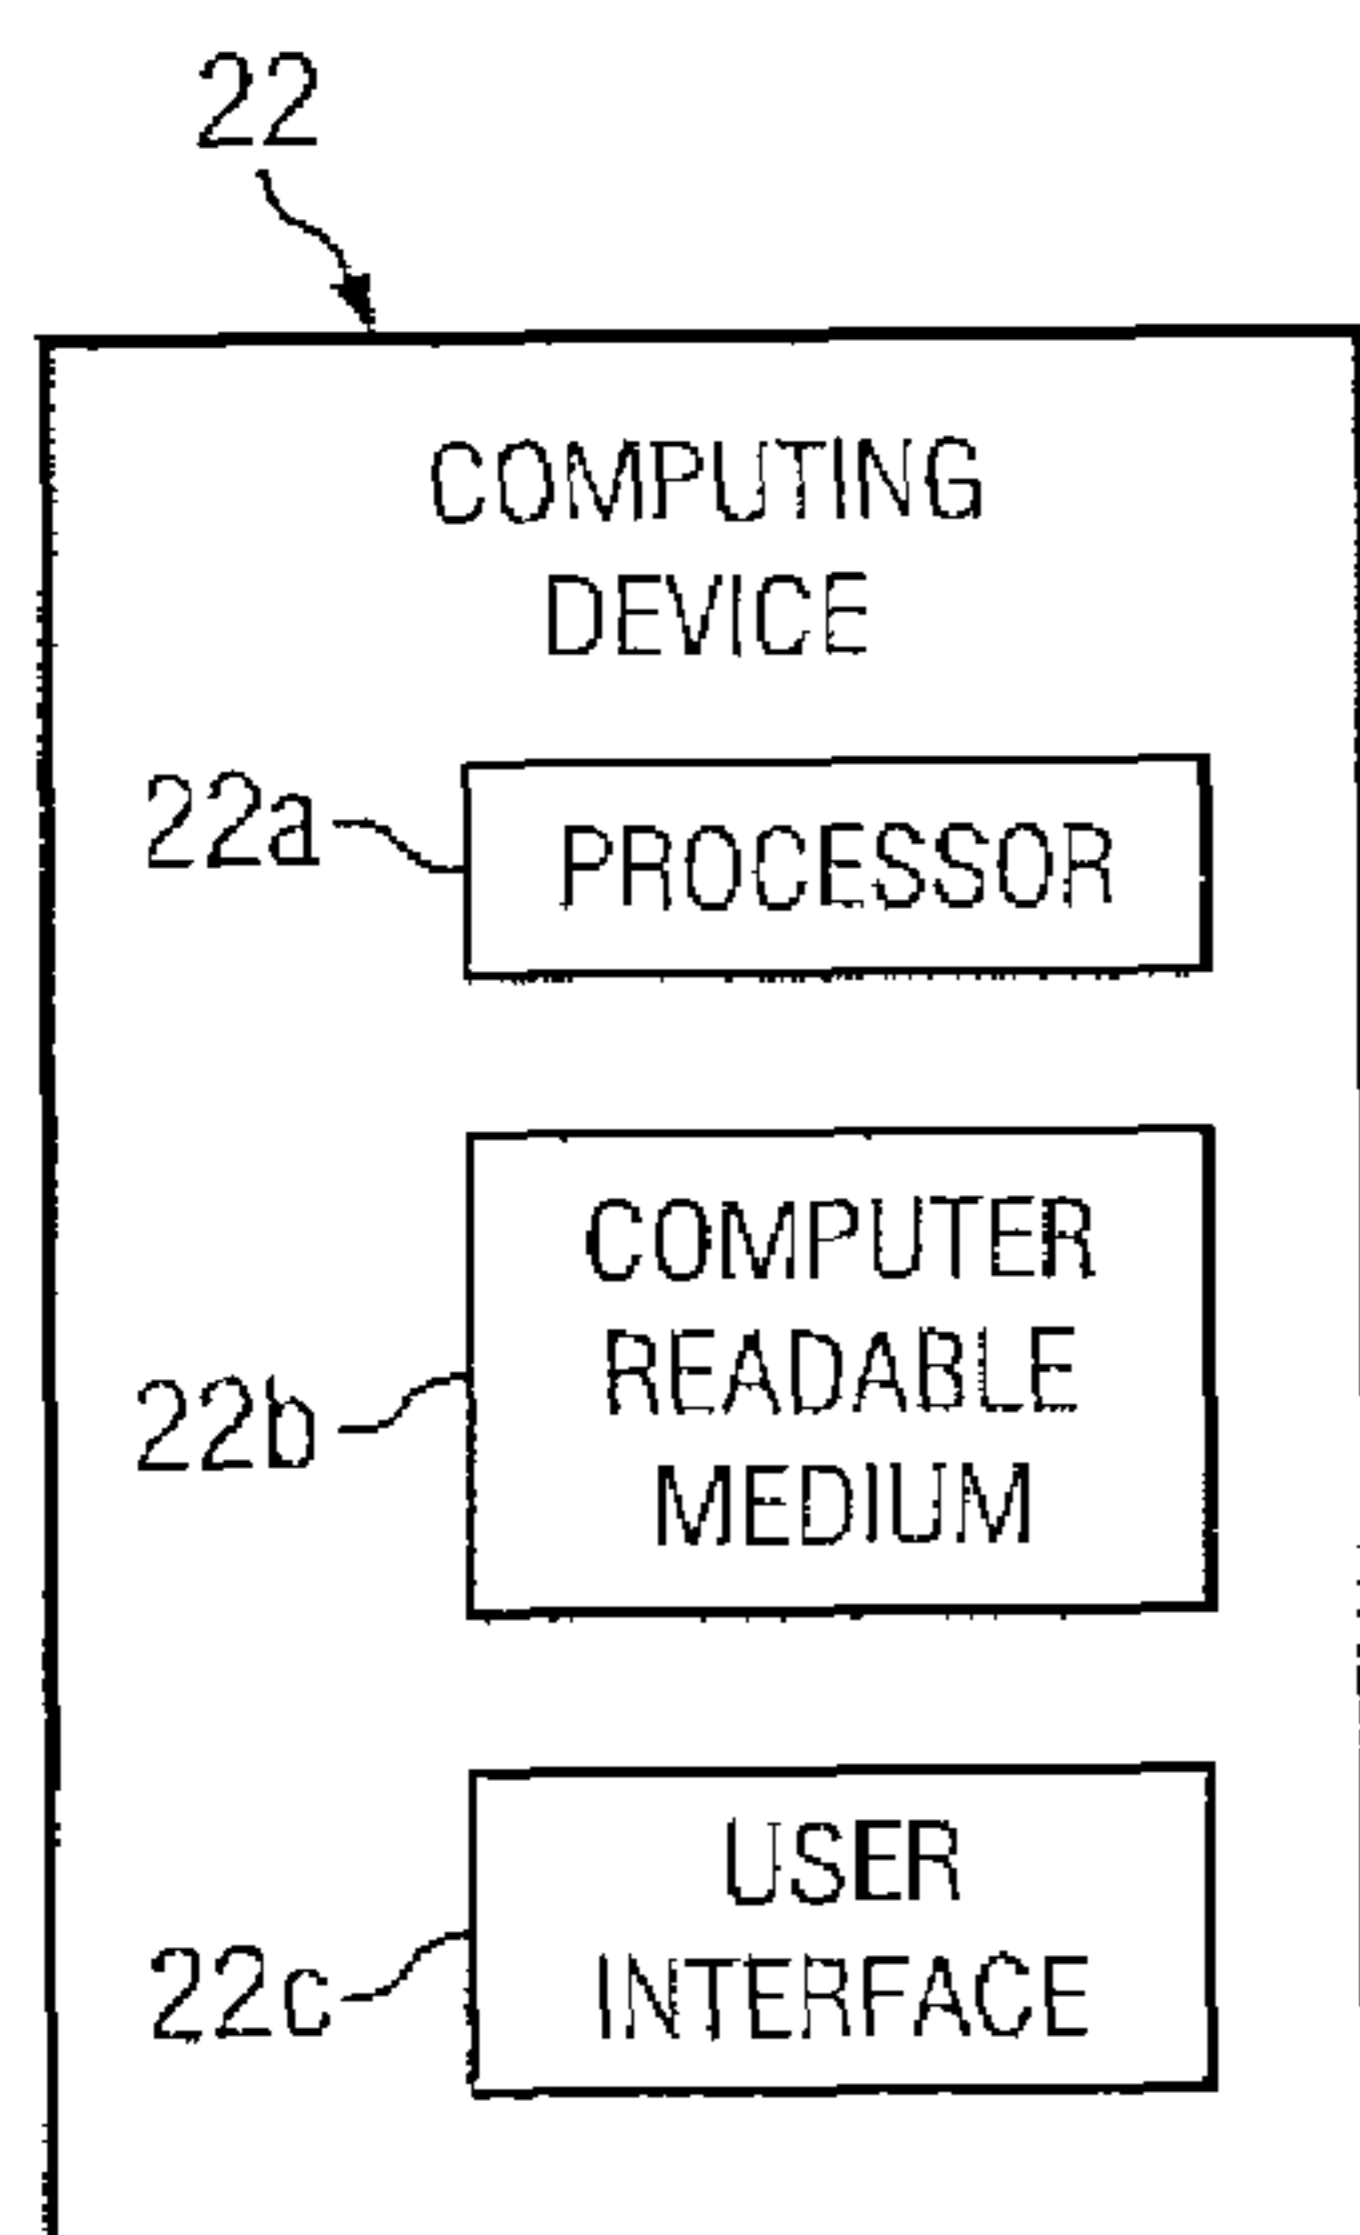 22
COMPUTING
DEVICE
22a
PROCESSOR
COMPUTER
READABLE
22b
MEDIUM
USER
22c
INTERFACE